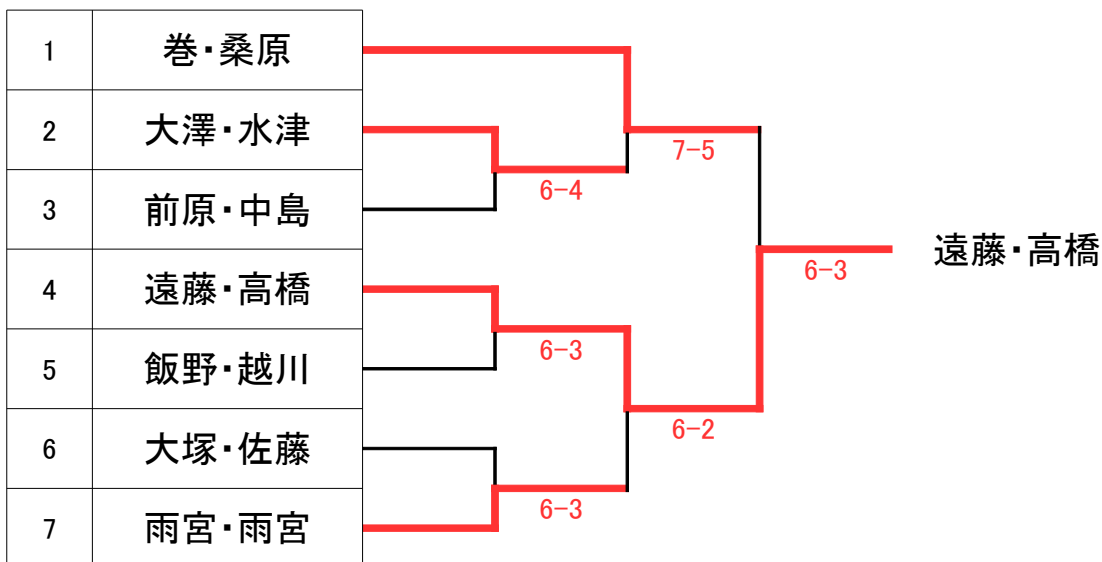 1 巻・桑原
2 大澤・水津
3 前原・中島
4 遠藤・高橋
5 飯野・越川
6 大塚・佐藤
7 雨宮・雨宮
6-4
6-3
6-3
7-5
6-2
6-3
遠藤・高橋